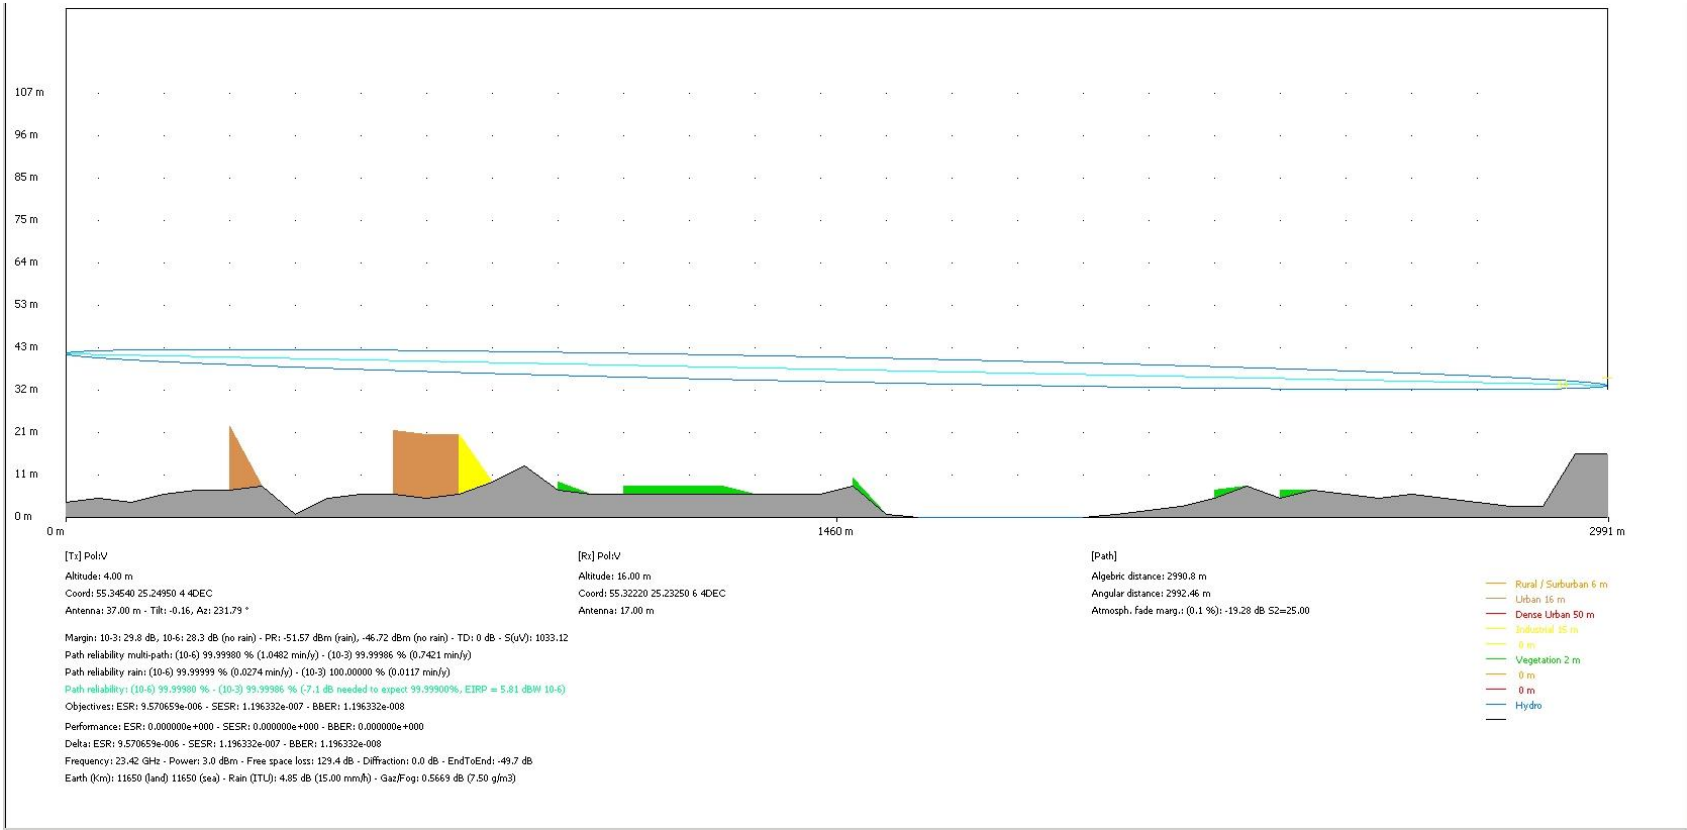 107 m
96 m
85 m
75 m
64 m
53 m
43 m
32 m
21 m
11 m
0 m
0 m 1460 m 2991 m
[Tx] Pol:V
Altitude: 4.00 m
Coord: 55.34540 25.24950 4 4DEC
Antenna: 37.00 m - Tilt: -0.16, Az: 231.79 °
[Rx] Pol:V
Altitude: 16.00 m
Coord: 55.32220 25.23250 6 4DEC
Antenna: 17.00 m
[Path]
Algebric distance: 2990.8 m
Angular distance: 2992.46 m
Atmosph. fade marg.: (0.1 %): -19.28 dB S2=25.00
Margin: 10-3: 29.8 dB, 10-6: 28.3 dB (no rain) - PR: -51.57 dBm (rain), -46.72 dBm (no rain) - TD: 0 dB - S(uV): 1033.12
Path reliability multi-path: (10-6) 99.99980 % (1.0482 min/y) - (10-3) 99.99986 % (0.7421 min/y)
Path reliability rain: (10-6) 99.99999 % (0.0274 min/y) - (10-3) 100.00000 % (0.0117 min/y)
Path reliability: (10-6) 99.99980 % - (10-3) 99.99986 % (-7.1 dB needed to expect 99.99900%, EIRP = 5.81 dBW 10-6)
Objectives: ESR: 9.570659e-006 - SESR: 1.196332e-007 - BBER: 1.196332e-008
Performance: ESR: 0.000000e+000 - SESR: 0.000000e+000 - BBER: 0.000000e+000
Delta: ESR: 9.570659e-006 - SESR: 1.196332e-007 - BBER: 1.196332e-008
Frequency: 23.42 GHz - Power: 3.0 dBm - Free space loss: 129.4 dB - Diffraction: 0.0 dB - EndToEnd: -49.7 dB
Earth (Km): 11650 (land) 11650 (sea) - Rain (ITU): 4.85 dB (15.00 mm/h) - Gaz/Fog: 0.5669 dB (7.50 g/m3)
Rural / Surburban 6 m
Urban 16 m
Dense Urban 50 m
Industrial 15 m
0 m
Vegetation 2 m
0 m
0 m
Hydro